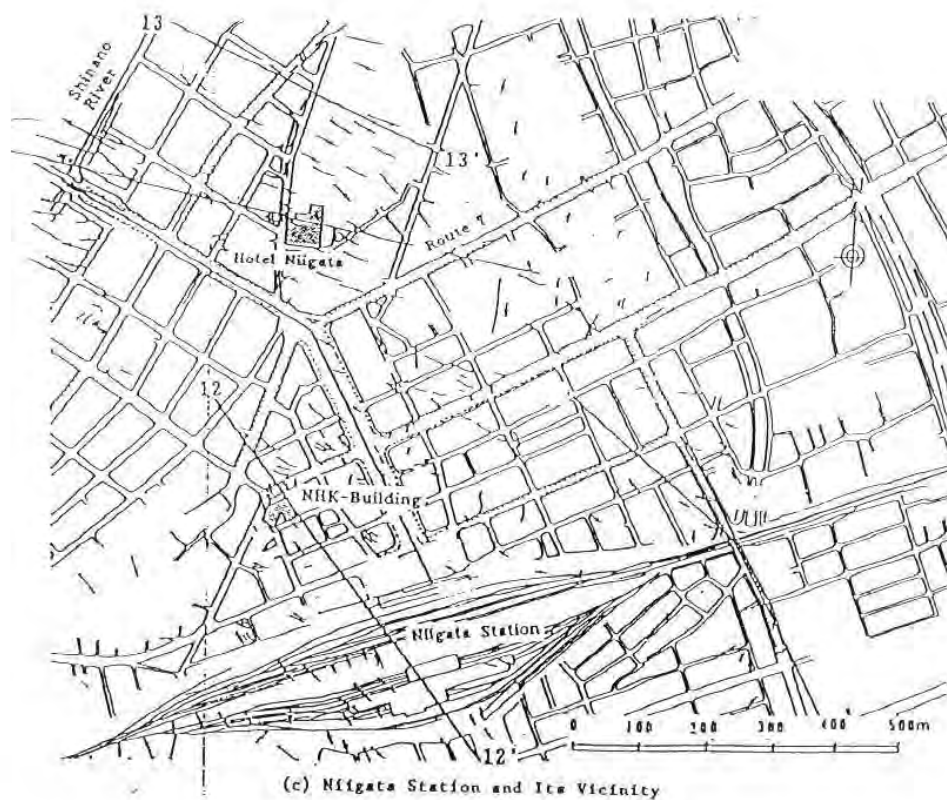 13
Shinano
River
13'
Route 7
Hotel Niigata
12
NHK-Building
Niigata Station
0 100 200 300 400 500m
12'
(c) Niigata Station and Its Vicinity